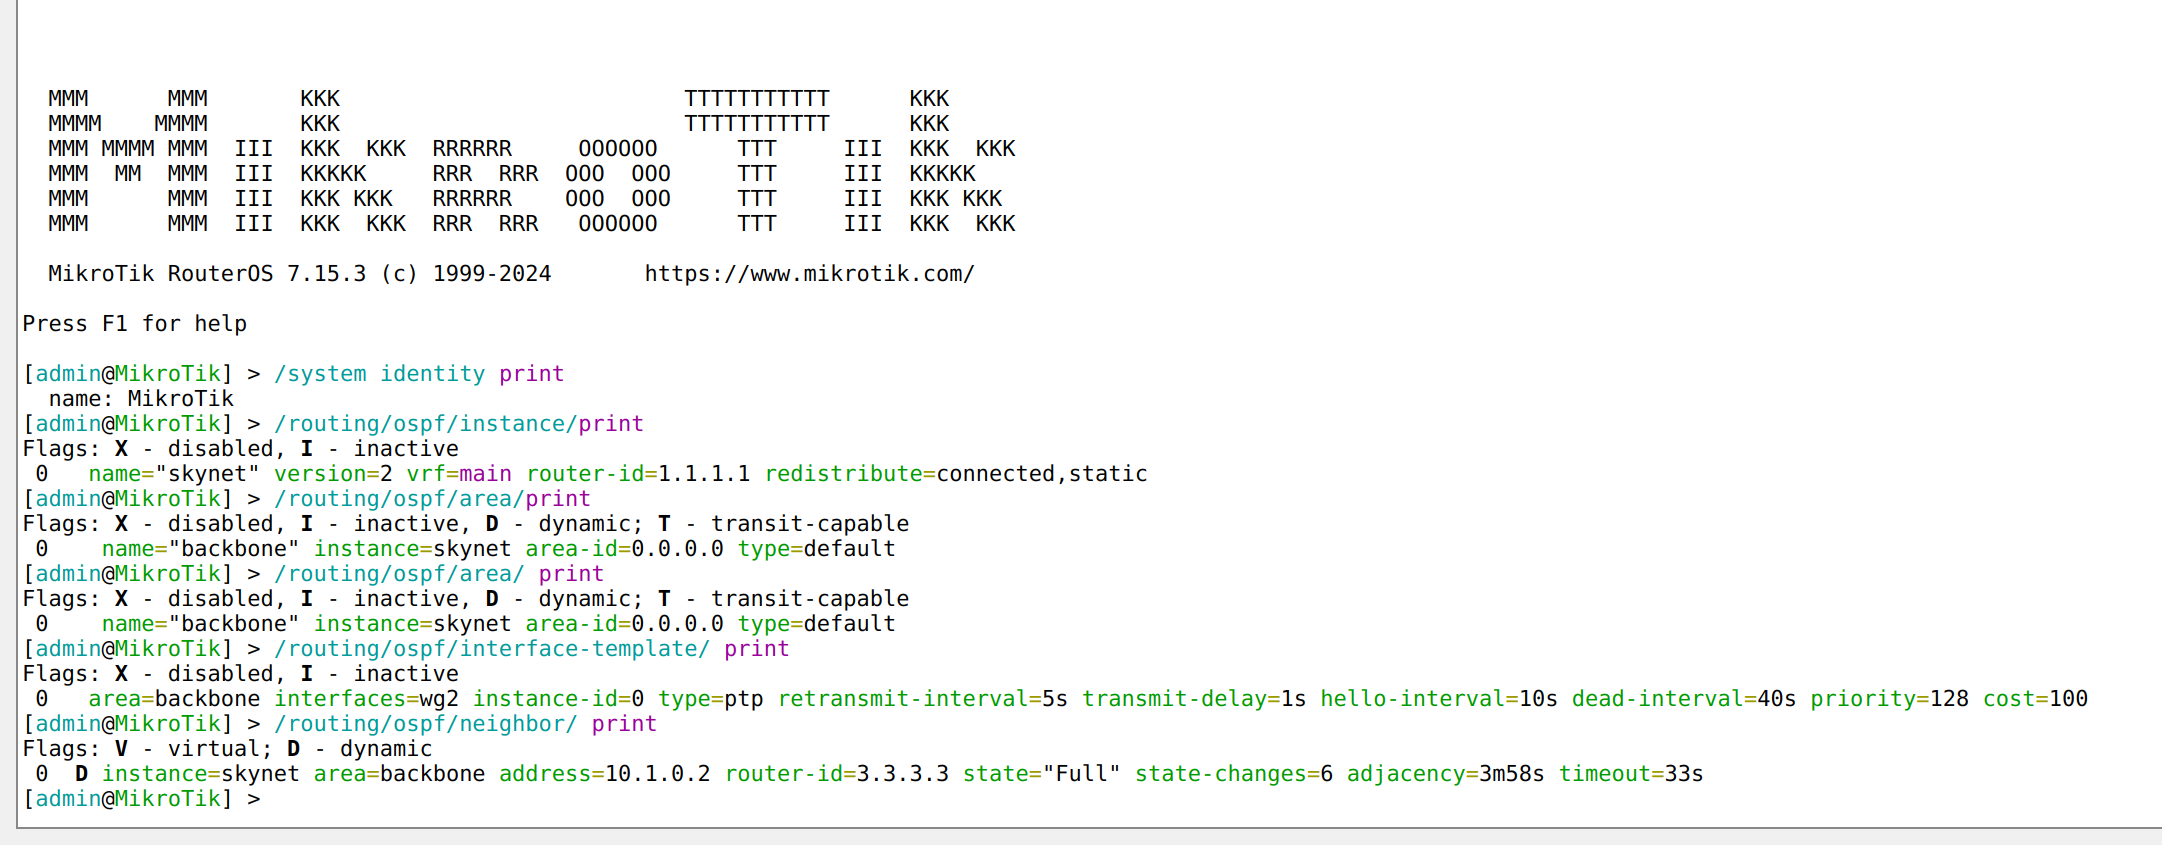 MMM      MMM       KKK                          TTTTTTTTTTT      KKK
  MMMM    MMMM       KKK                          TTTTTTTTTTT      KKK
  MMM MMMM MMM  III  KKK  KKK  RRRRRR     OOOOOO      TTT     III  KKK  KKK
  MMM  MM  MMM  III  KKKKK     RRR  RRR  OOO  OOO     TTT     III  KKKKK
  MMM      MMM  III  KKK KKK   RRRRRR    OOO  OOO     TTT     III  KKK KKK
  MMM      MMM  III  KKK  KKK  RRR  RRR   OOOOOO      TTT     III  KKK  KKK
  MikroTik RouterOS 7.15.3 (c) 1999-2024       https://www.mikrotik.com/
Press F1 for help
[admin@MikroTik] > /system identity print
  name: MikroTik
[admin@MikroTik] > /routing/ospf/instance/print
Flags: X - disabled, I - inactive
 0   name="skynet" version=2 vrf=main router-id=1.1.1.1 redistribute=connected,static
[admin@MikroTik] > /routing/ospf/area/print
Flags: X - disabled, I - inactive, D - dynamic; T - transit-capable
 0    name="backbone" instance=skynet area-id=0.0.0.0 type=default
[admin@MikroTik] > /routing/ospf/area/ print
Flags: X - disabled, I - inactive, D - dynamic; T - transit-capable
 0    name="backbone" instance=skynet area-id=0.0.0.0 type=default
[admin@MikroTik] > /routing/ospf/interface-template/ print
Flags: X - disabled, I - inactive
 0   area=backbone interfaces=wg2 instance-id=0 type=ptp retransmit-interval=5s transmit-delay=1s hello-interval=10s dead-interval=40s priority=128 cost=100
[admin@MikroTik] > /routing/ospf/neighbor/ print
Flags: V - virtual; D - dynamic
 0  D instance=skynet area=backbone address=10.1.0.2 router-id=3.3.3.3 state="Full" state-changes=6 adjacency=3m58s timeout=33s
[admin@MikroTik] >